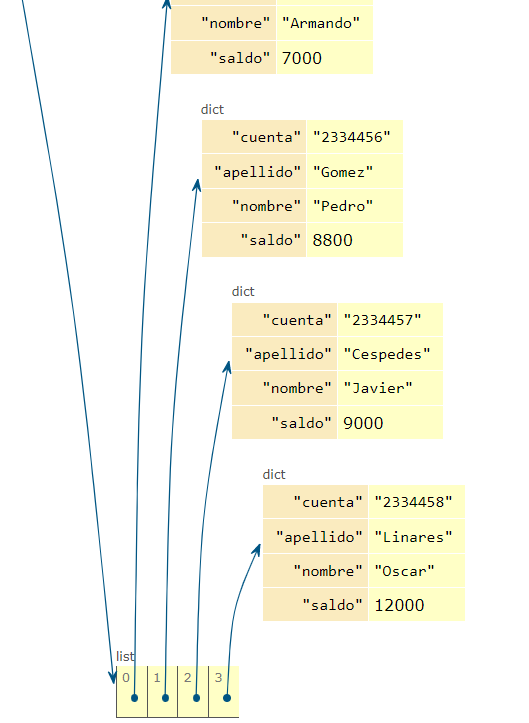 "nombre" "Armando"
"saldo" 7000
dict
"cuenta" "2334456"
"apellido" "Gomez"
"nombre" "Pedro"
"saldo" 8800
dict
"cuenta" "2334457"
"apellido" "Cespedes"
"nombre" "Javier"
"saldo" 9000
dict
"cuenta" "2334458"
"apellido" "Linares"
"nombre" "Oscar"
"saldo" 12000
list
0 1 2 3